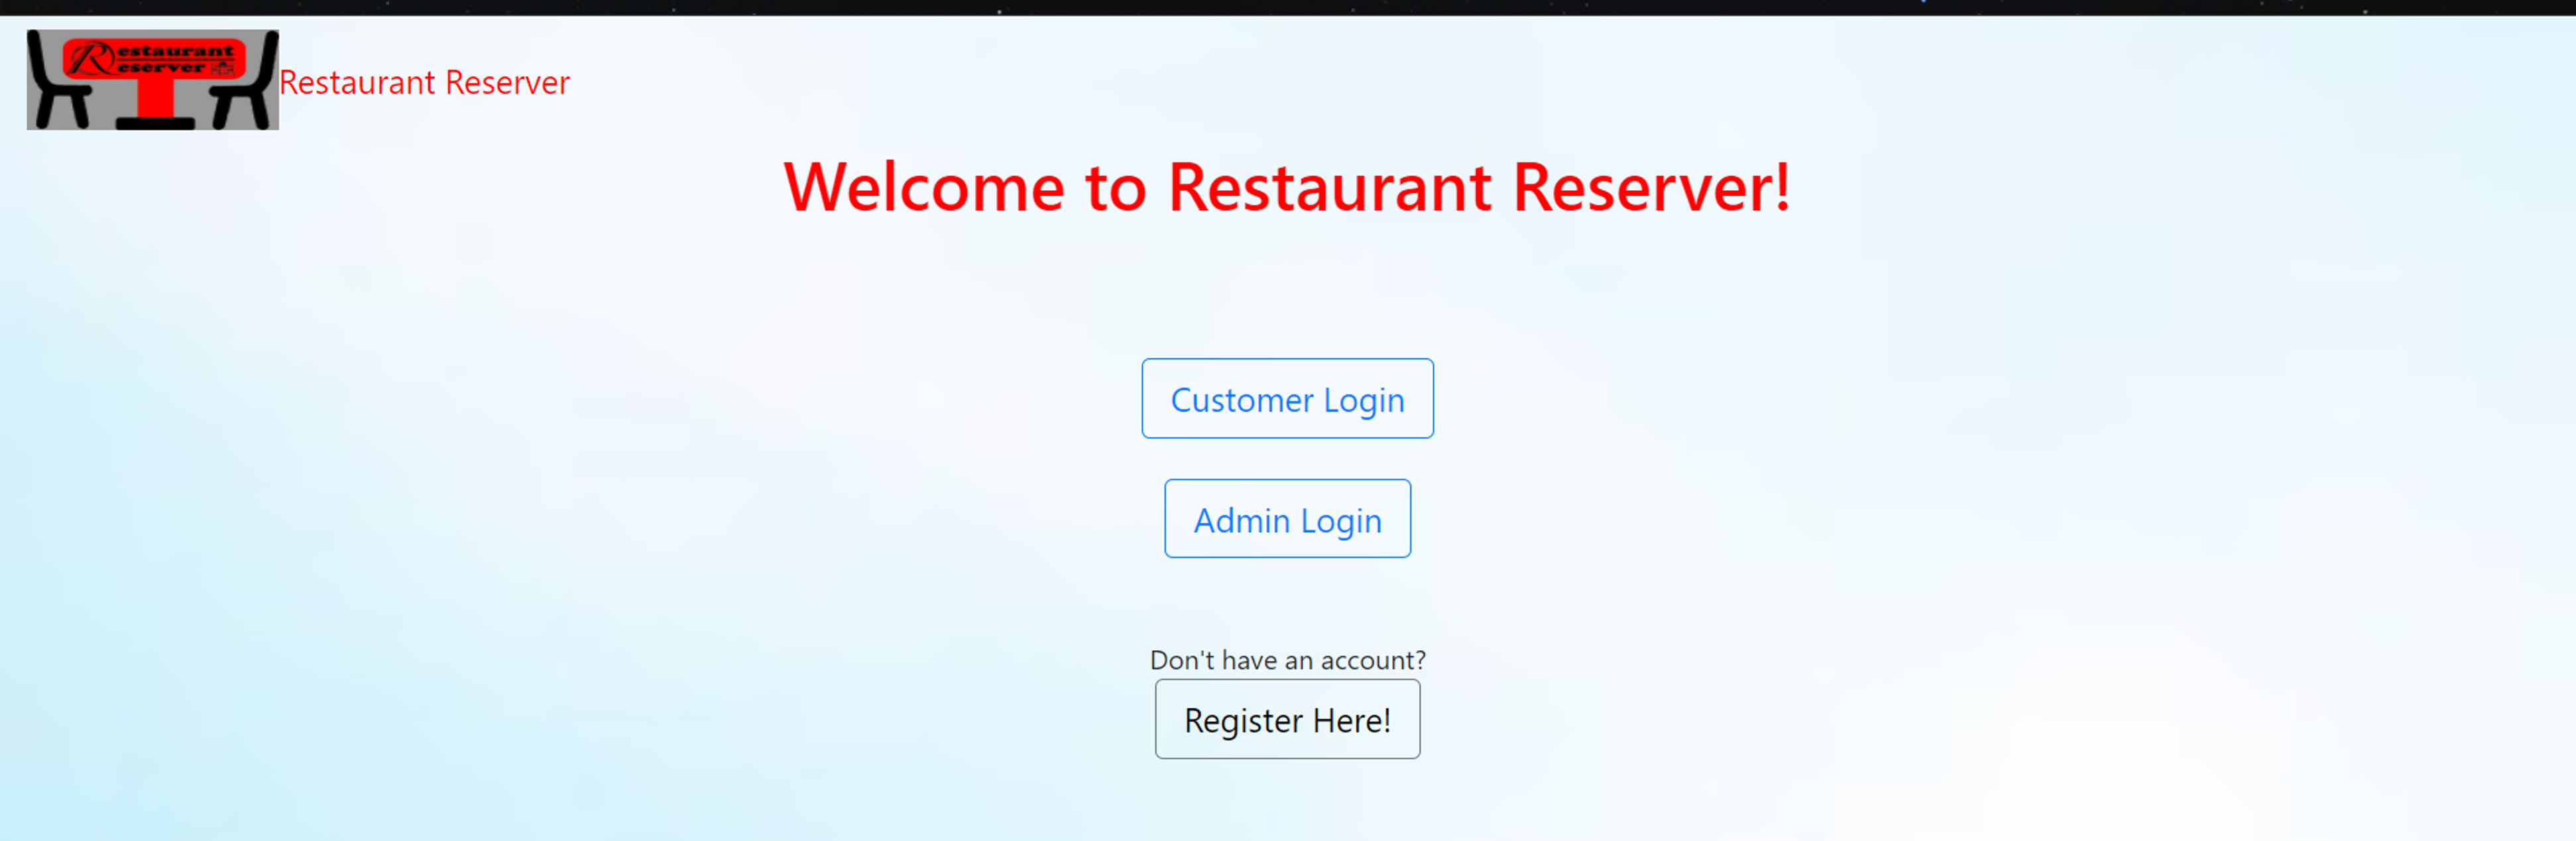 Restaurant
Reserver
Restaurant Reserver
Welcome to Restaurant Reserver!
Customer Login
Admin Login
Don't have an account?
Register Here!